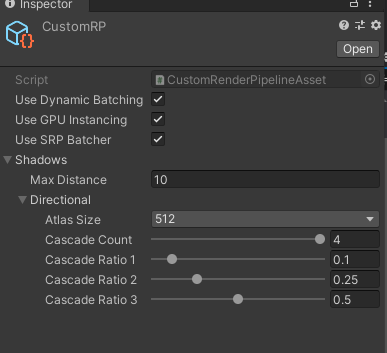 Inspector
CustomRP
Open
Script CustomRenderPipelineAsset
Use Dynamic Batching
Use GPU Instancing
Use SRP Batcher
Shadows
Max Distance 10
Directional
Atlas Size 512
Cascade Count 4
Cascade Ratio 1 0.1
Cascade Ratio 2 0.25
Cascade Ratio 3 0.5